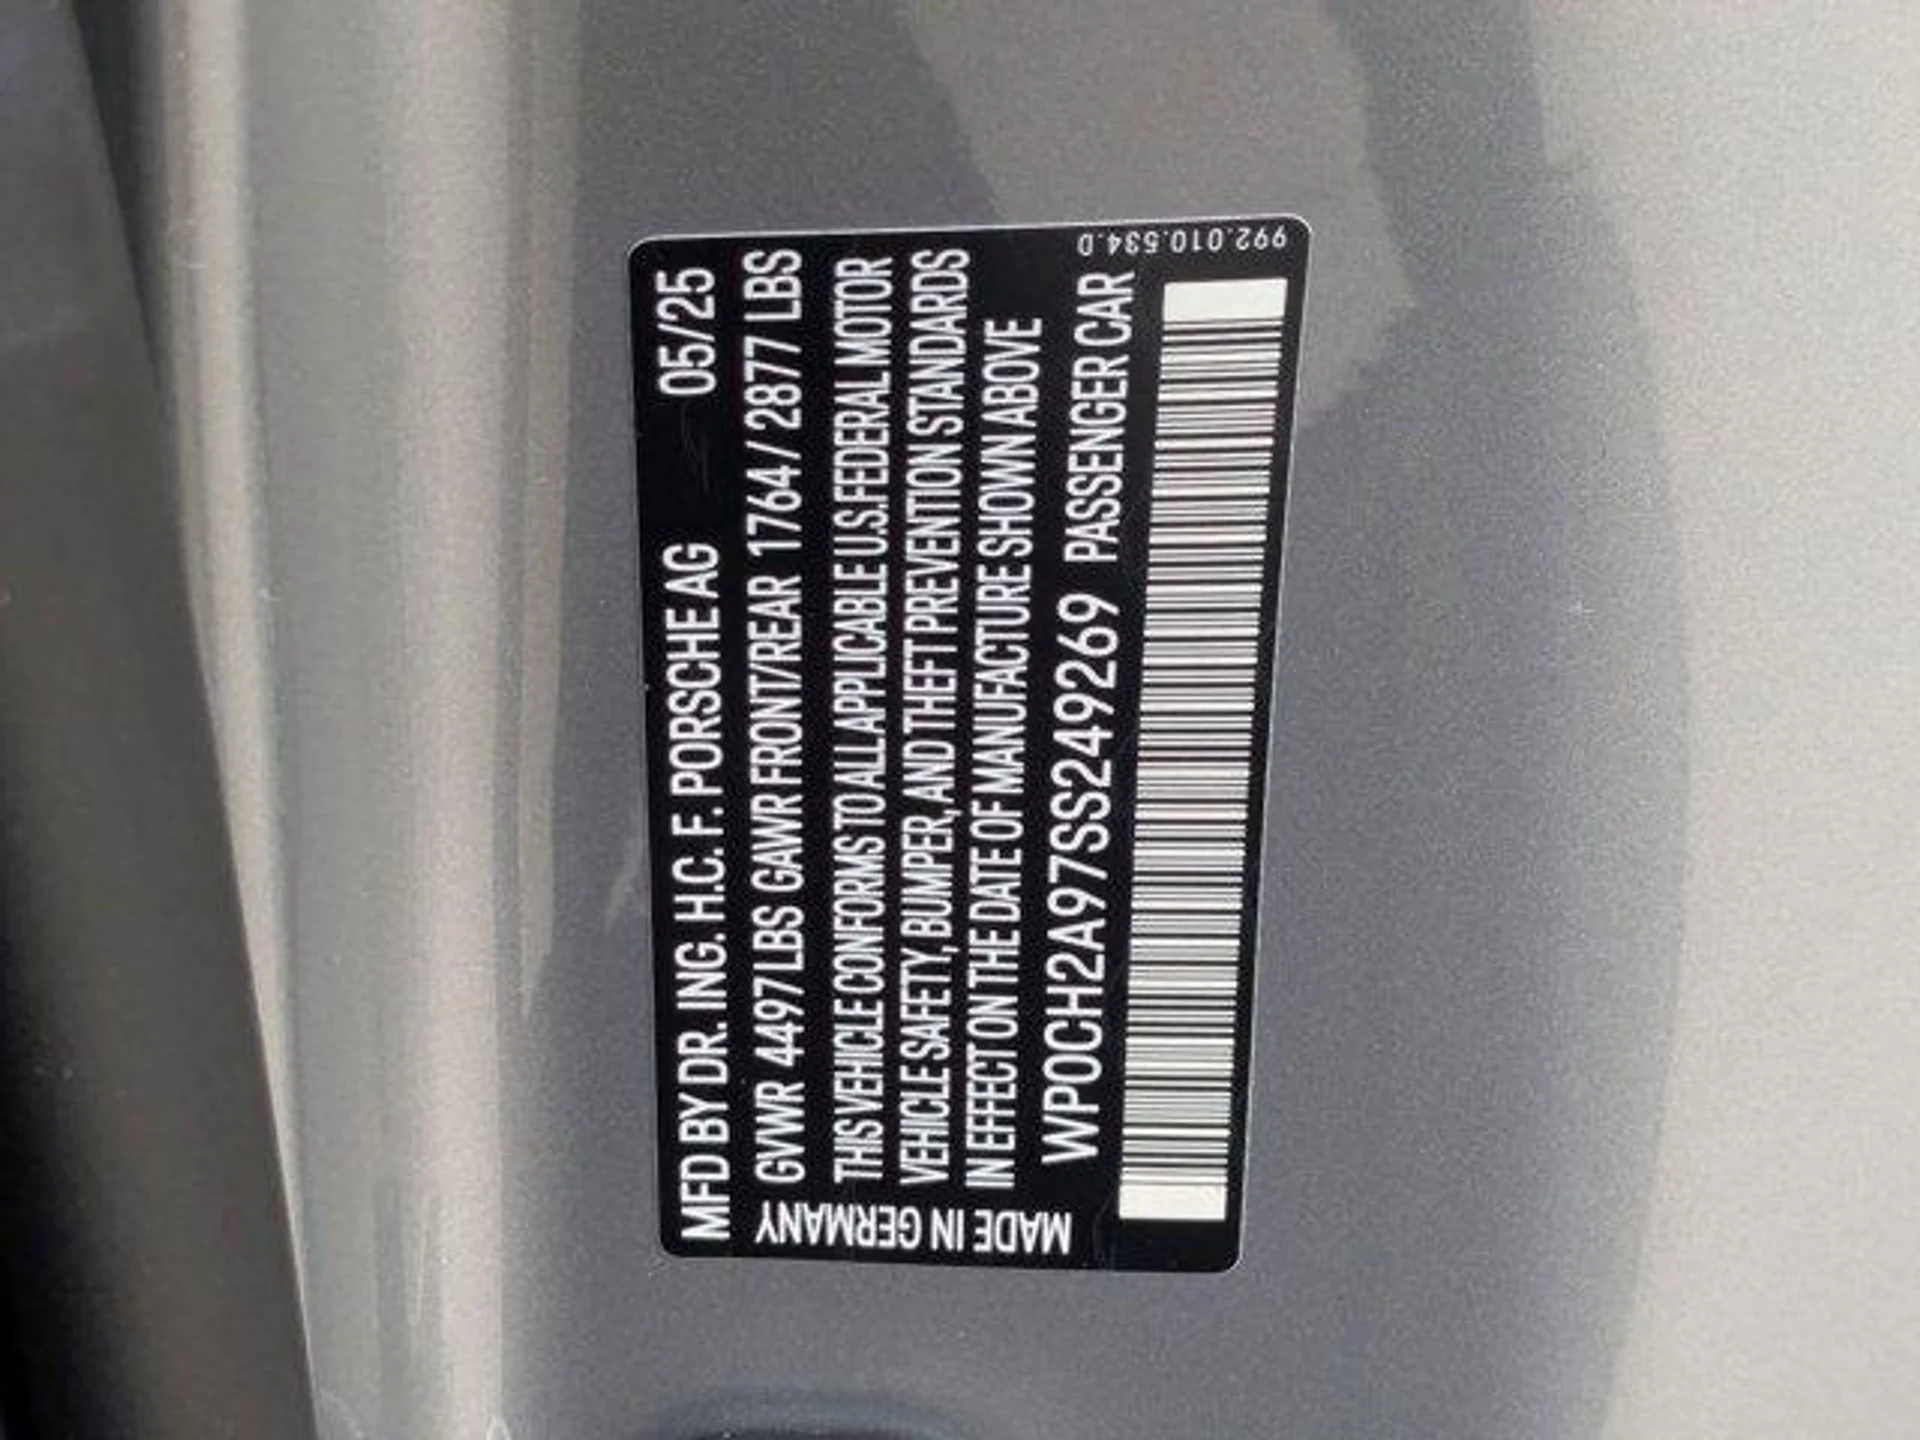 MFD BY DR. ING. H.C. F. PORSCHE AG 05/25
GVWR 4497 LBS GAWR FRONT/REAR 1764 / 2877 LBS
THIS VEHICLE CONFORMS TO ALL APPLICABLE U.S. FEDERAL MOTOR
VEHICLE SAFETY, BUMPER, AND THEFT PREVENTION STANDARDS
IN EFFECT ON THE DATE OF MANUFACTURE SHOWN ABOVE
WP0CH2A97SS249269 PASSENGER CAR
MADE IN GERMANY
992.010.534.D